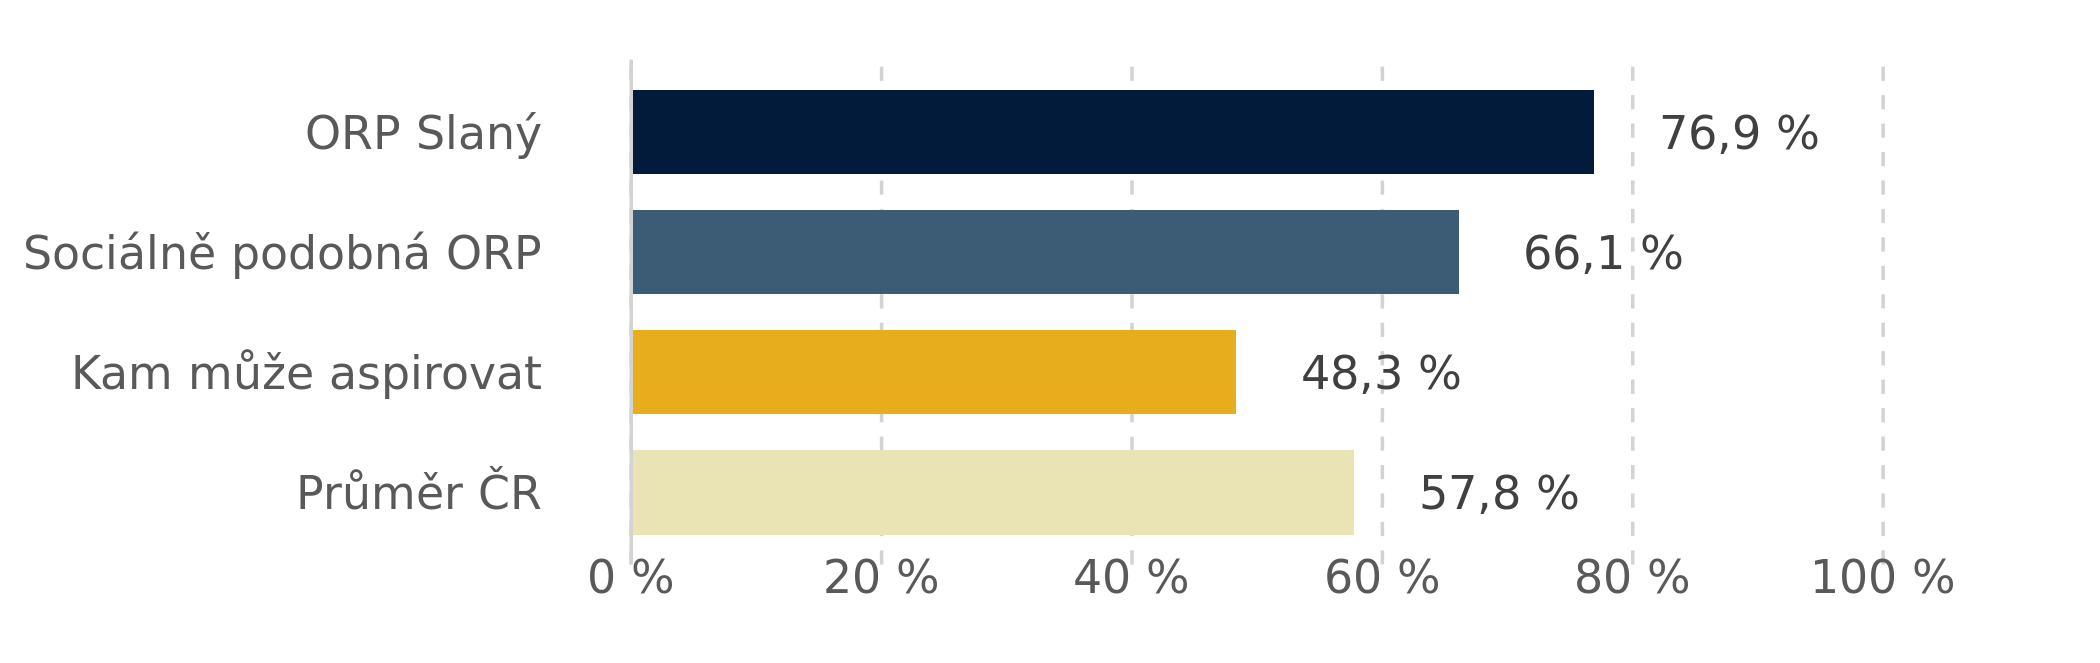 ORP Slaný 76,9 %
Sociálně podobná ORP 66,1 %
Kam může aspirovat 48,3 %
Průměr ČR 57,8 %
0 % 20 % 40 % 60 % 80 % 100 %